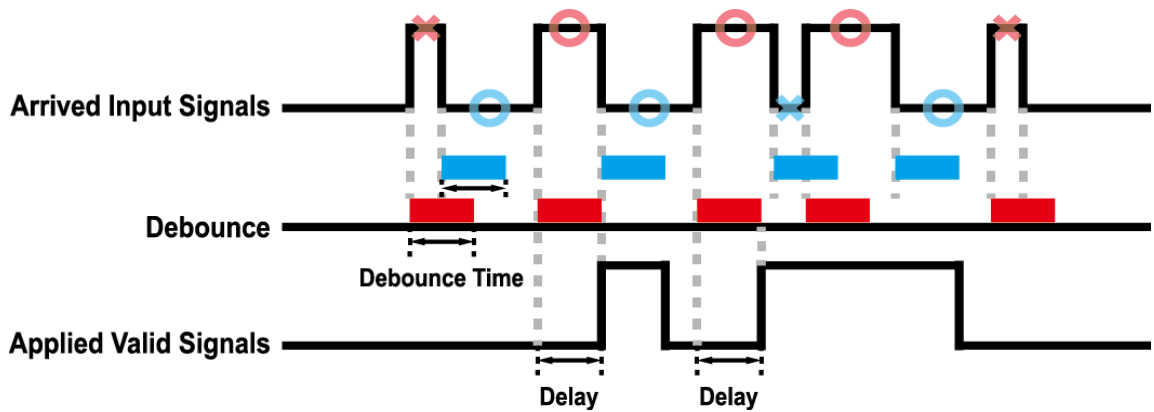 Arrived Input Signals
Debounce
Debounce Time
Applied Valid Signals
Delay
Delay